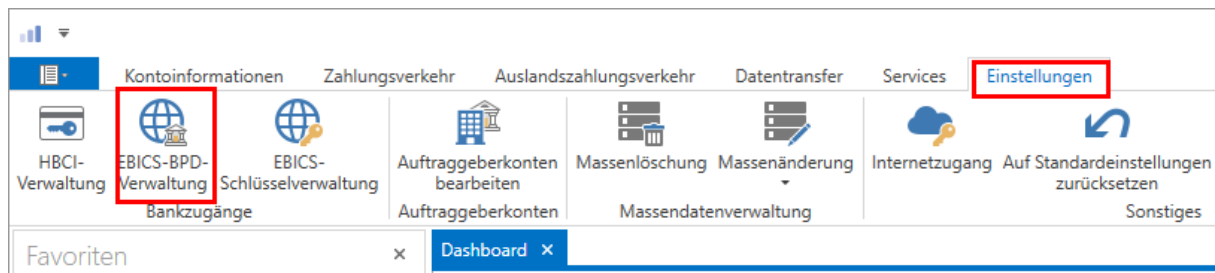 Kontoinformationen Zahlungsverkehr Auslandszahlungsverkehr Datentransfer Services Einstellungen
HBCI- EBICS-BPD- EBICS- Auftraggeberkonten Massenlöschung Massenänderung Internetzugang Auf Standardeinstellungen
Verwaltung Verwaltung Schlüsselverwaltung bearbeiten zurücksetzen
Bankzugänge Auftraggeberkonten Massendatenverwaltung Sonstiges
Favoriten × Dashboard ×